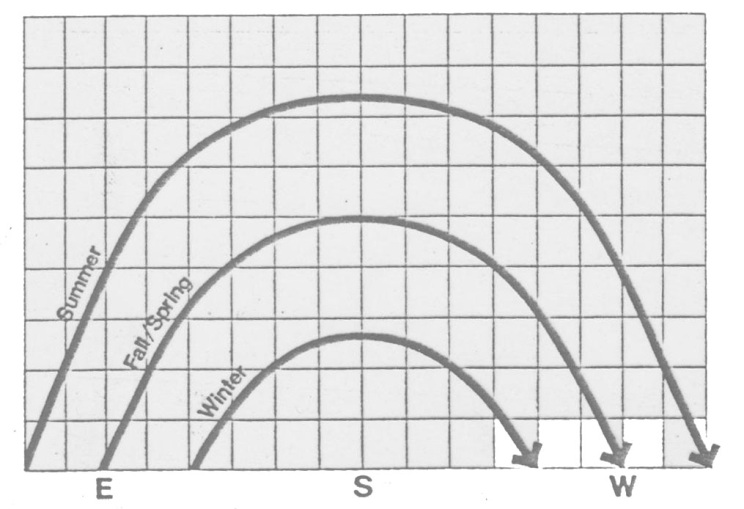 Summer
Fall/Spring
Winter
E S W